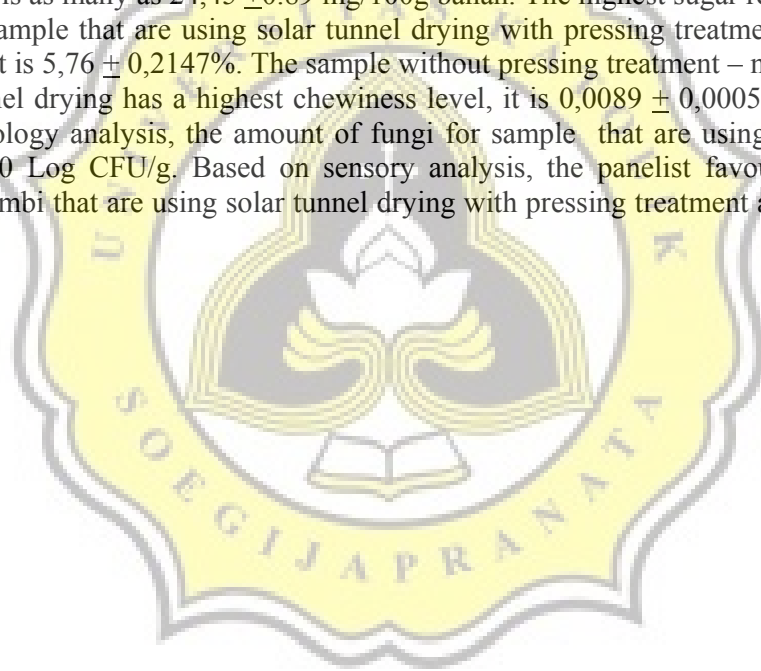 is as many as 24,45 ±0.89 mg/100g bahan. The highest sugar
ample that are using solar tunnel drying with pressing treatme
t is 5,76 ± 0,2147%. The sample without pressing treatment –
nel drying has a highest chewiness level, it is 0,0089 ± 0,0005
ology analysis, the amount of fungi for sample that are using
0 Log CFU/g. Based on sensory analysis, the panelist favou
mbi that are using solar tunnel drying with pressing treatment a
SOEGIJAPRANATA